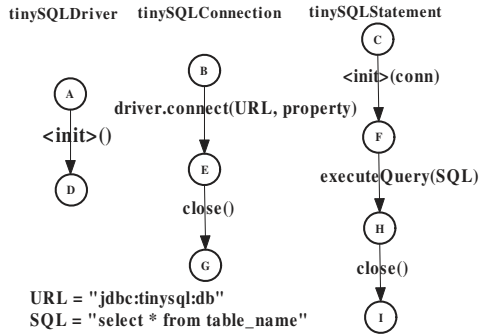 tinySQLDriver tinySQLConnection tinySQLStatement
C
<init>(conn)
B
A
driver.connect(URL, property)
<init>()
F
E
D
executeQuery(SQL)
close()
H
G
close()
URL = "jdbc:tinysql:db"
SQL = "select * from table_name"
I